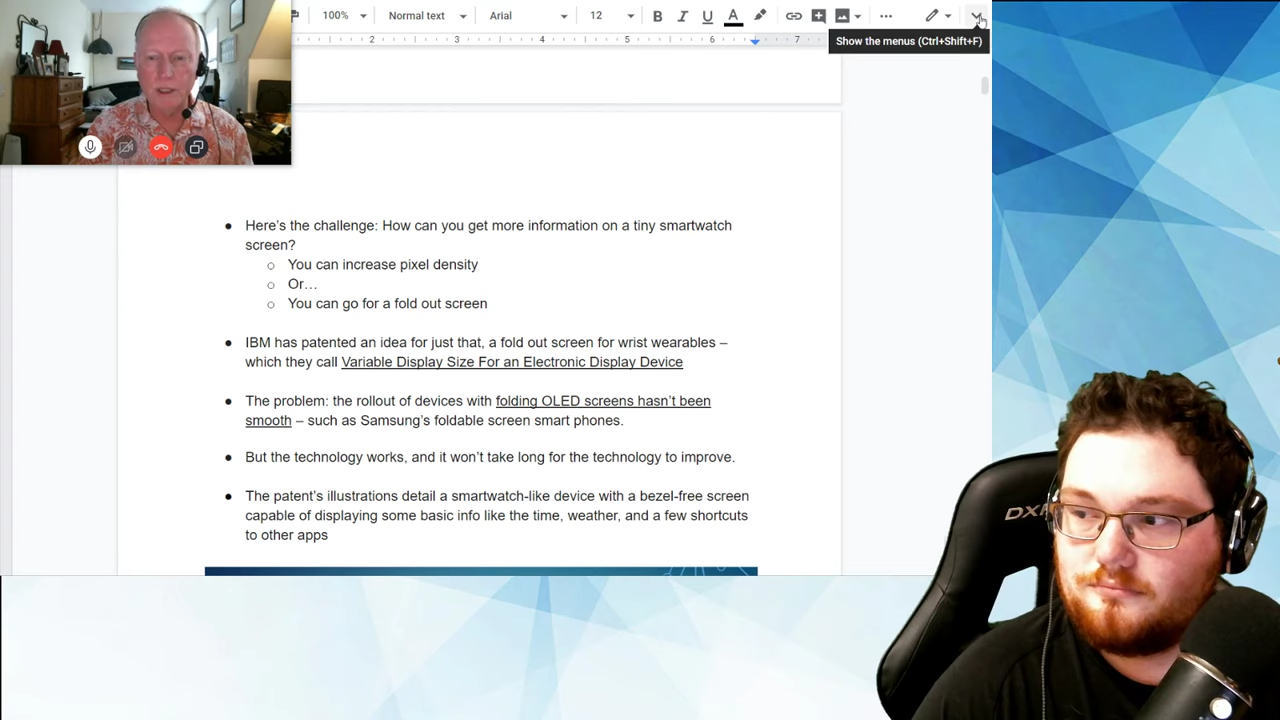 100%
Normal text
Arial
12
B I U A
2 3 4 5 6 7
Show the menus (Ctrl+Shift+F)
● Here’s the challenge: How can you get more information on a tiny smartwatch
screen?
○ You can increase pixel density
○ Or…
○ You can go for a fold out screen
● IBM has patented an idea for just that, a fold out screen for wrist wearables –
which they call Variable Display Size For an Electronic Display Device
● The problem: the rollout of devices with folding OLED screens hasn’t been
smooth – such as Samsung’s foldable screen smart phones.
● But the technology works, and it won’t take long for the technology to improve.
● The patent’s illustrations detail a smartwatch-like device with a bezel-free screen
capable of displaying some basic info like the time, weather, and a few shortcuts
to other apps